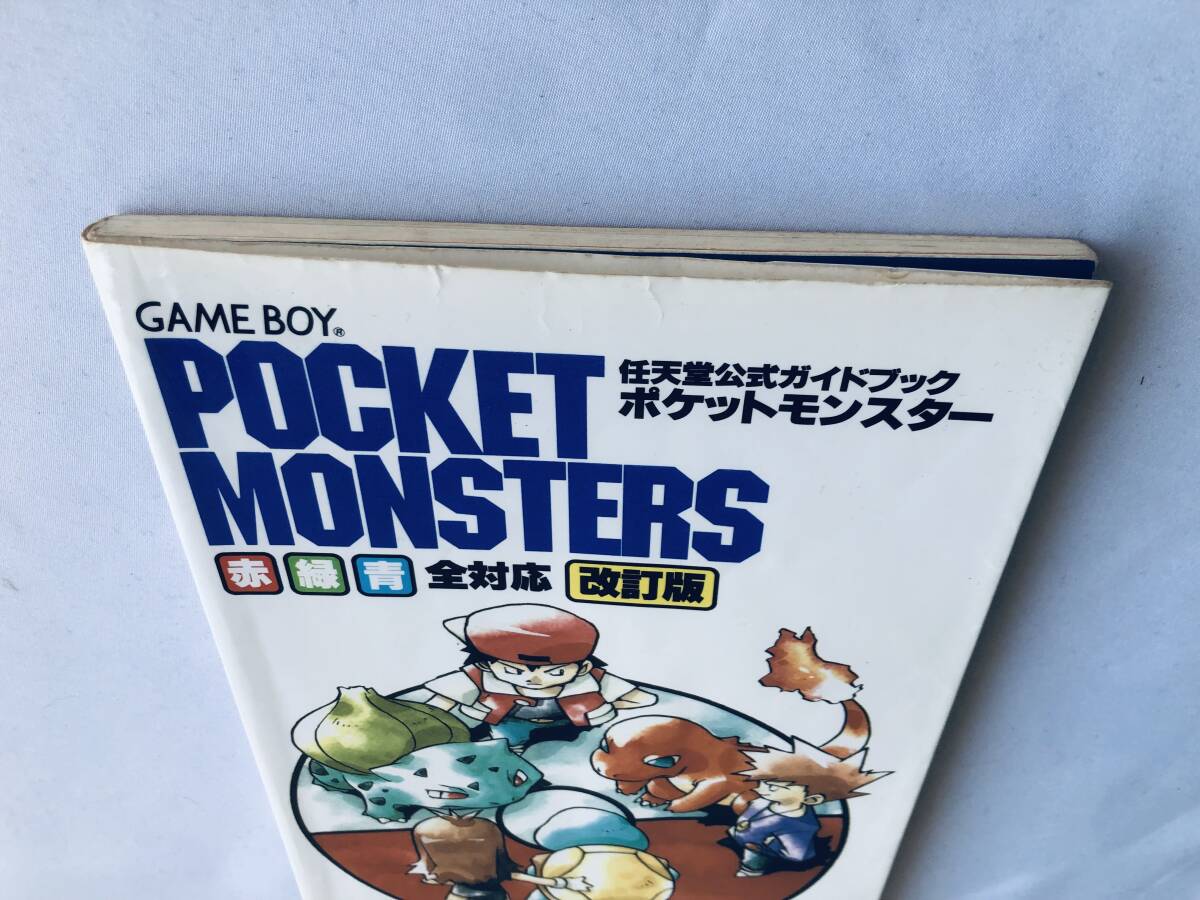 GAME BOY®
POCKET
MONSTERS
任天堂公式ガイドブック
ポケットモンスター
赤 緑 青 全対応 改訂版